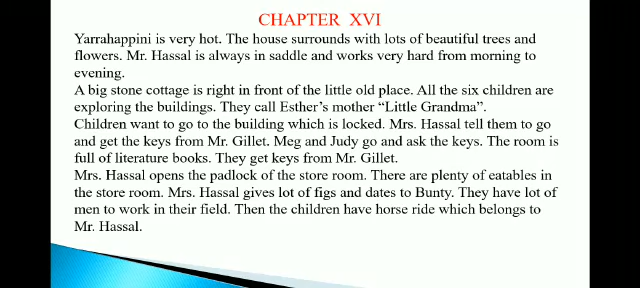 CHAPTER XVI
Yarrahappini is very hot. The house surrounds with lots of beautiful trees and
flowers. Mr. Hassal is always in saddle and works very hard from morning to
evening.
A big stone cottage is right in front of the little old place. All the six children are
exploring the buildings. They call Esther's mother "Little Grandma".
Children want to go to the building which is locked. Mrs. Hassal tell them to go
and get the keys from Mr. Gillet. Meg and Judy go and ask the keys. The room is
full of literature books. They get keys from Mr. Gillet.
Mrs. Hassal opens the padlock of the store room. There are plenty of eatables in
the store room. Mrs. Hassal gives lot of figs and dates to Bunty. They have lot of
men to work in their field. Then the children have horse ride which belongs to
Mr. Hassal.